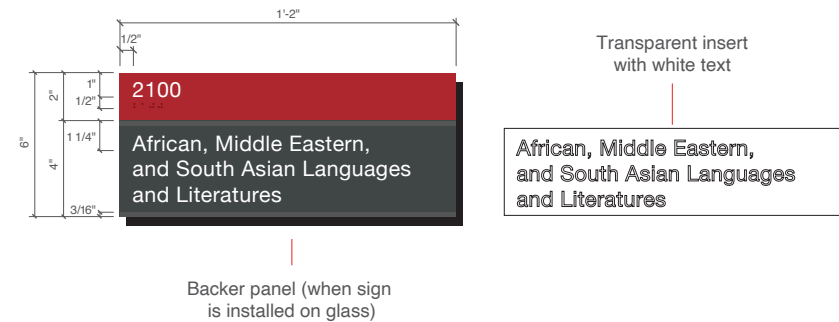 1'-2"
1/2"
Transparent insert
with white text
1"
2"
1/2"
2100
6"
1 1/4"
4"
African, Middle Eastern,
and South Asian Languages
and Literatures
African, Middle Eastern,
and South Asian Languages
and Literatures
3/16"
Backer panel (when sign
is installed on glass)